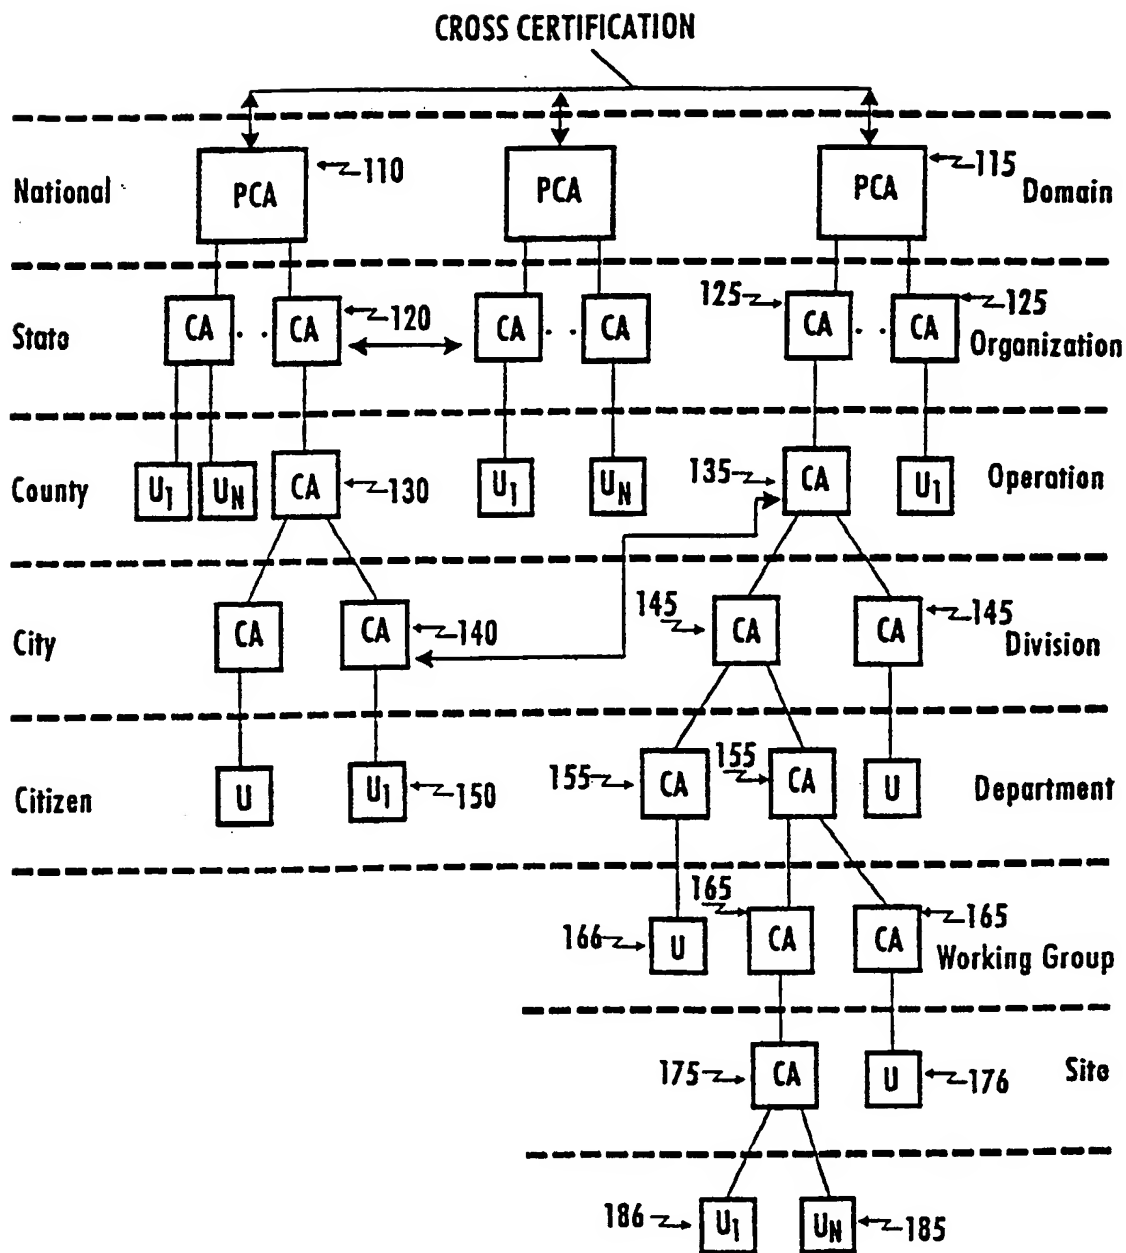 CROSS CERTIFICATION
National PCA 110 PCA PCA 115 Domain
State CA . . CA 120 CA . . CA 125 CA . . CA 125 Organization
County U1 UN CA 130 U1 UN 135 CA U1 Operation
City CA CA 140 145 CA CA 145 Division
Citizen U U1 150 155 CA 155 CA U Department
166 U 165 CA CA 165 Working Group
175 CA U 176 Site
186 U1 UN 185